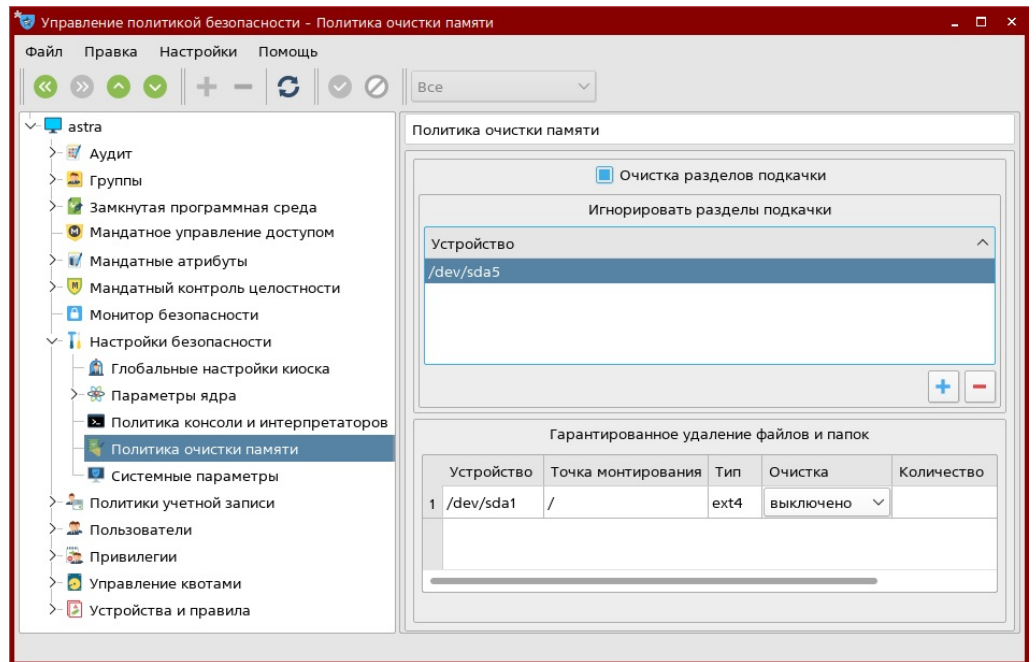 Управление политикой безопасности - Политика очистки памяти
Файл Правка Настройки Помощь
Все
astra
Аудит
Группы
Замкнутая программная среда
Мандатное управление доступом
Мандатные атрибуты
Мандатный контроль целостности
Монитор безопасности
Настройки безопасности
Глобальные настройки киоска
Параметры ядра
Политика консоли и интерпретаторов
Политика очистки памяти
Системные параметры
Политики учетной записи
Пользователи
Привилегии
Управление квотами
Устройства и правила
Политика очистки памяти
Очистка разделов подкачки
Игнорировать разделы подкачки
Устройство
/dev/sda5
Гарантированное удаление файлов и папок
Устройство Точка монтирования Тип Очистка Количество
1 /dev/sda1 / ext4 выключено